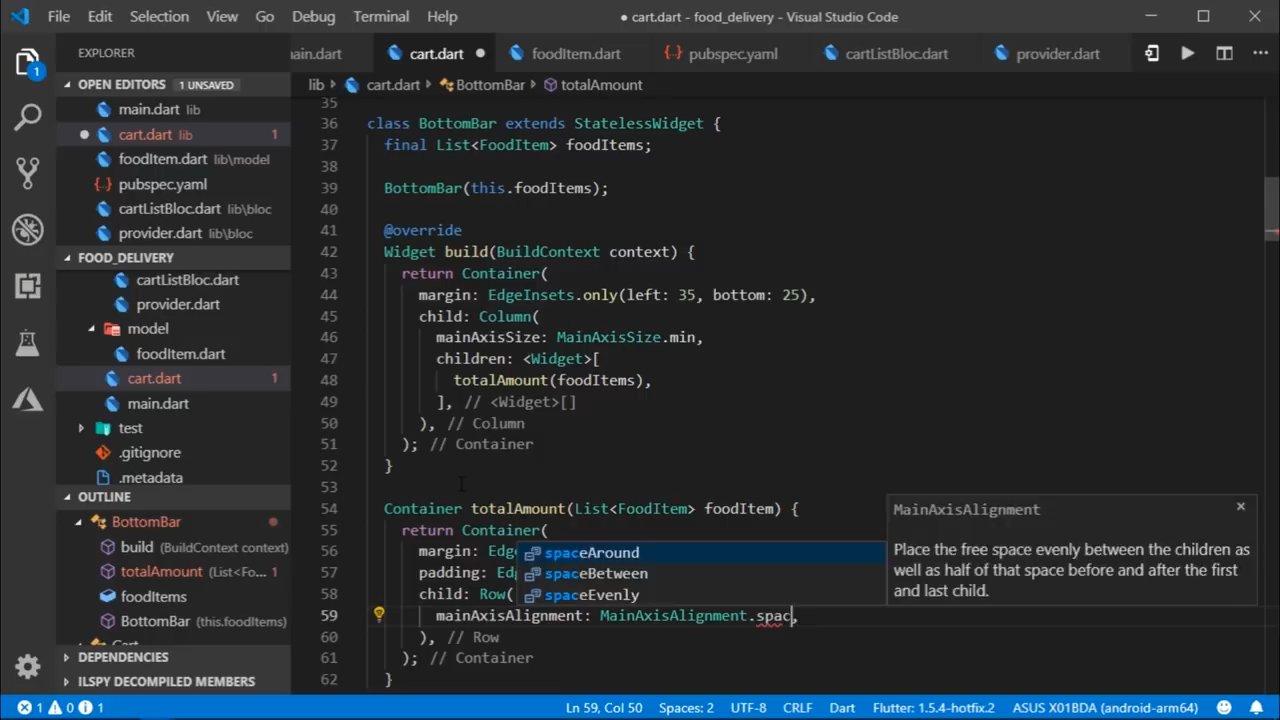 File Edit Selection View Go Debug Terminal Help ● cart.dart - food_delivery - Visual Studio Code
EXPLORER
main.dart cart.dart ● foodItem.dart {} pubspec.yaml cartListBloc.dart provider.dart
OPEN EDITORS 1 UNSAVED
main.dart lib
● cart.dart lib 1
foodItem.dart lib\model
{} pubspec.yaml
cartListBloc.dart lib\bloc
provider.dart lib\bloc
FOOD_DELIVERY
cartListBloc.dart
provider.dart
model
foodItem.dart
cart.dart 1
main.dart
test
.gitignore
.metadata
OUTLINE
BottomBar
build (BuildContext context)
totalAmount (List<Fo... 1
foodItems
BottomBar (this.foodItems)
Cart
DEPENDENCIES
ILSPY DECOMPILED MEMBERS
lib > cart.dart > BottomBar > totalAmount
35
36 class BottomBar extends StatelessWidget {
37 final List<FoodItem> foodItems;
38
39 BottomBar(this.foodItems);
40
41 @override
42 Widget build(BuildContext context) {
43 return Container(
44 margin: EdgeInsets.only(left: 35, bottom: 25),
45 child: Column(
46 mainAxisSize: MainAxisSize.min,
47 children: <Widget>[
48 totalAmount(foodItems),
49 ], // <Widget>[]
50 ), // Column
51 ); // Container
52 }
53
54 Container totalAmount(List<FoodItem> foodItem) {
55 return Container(
56 margin: Edge
57 padding: Ed
58 child: Row(
59 mainAxisAlignment: MainAxisAlignment.spac,
60 ), // Row
61 ); // Container
62 }
spaceAround
spaceBetween
spaceEvenly
MainAxisAlignment
Place the free space evenly between the children as
well as half of that space before and after the first
and last child.
1 0 1 Ln 59, Col 50 Spaces: 2 UTF-8 CRLF Dart Flutter: 1.5.4-hotfix.2 ASUS X01BDA (android-arm64)